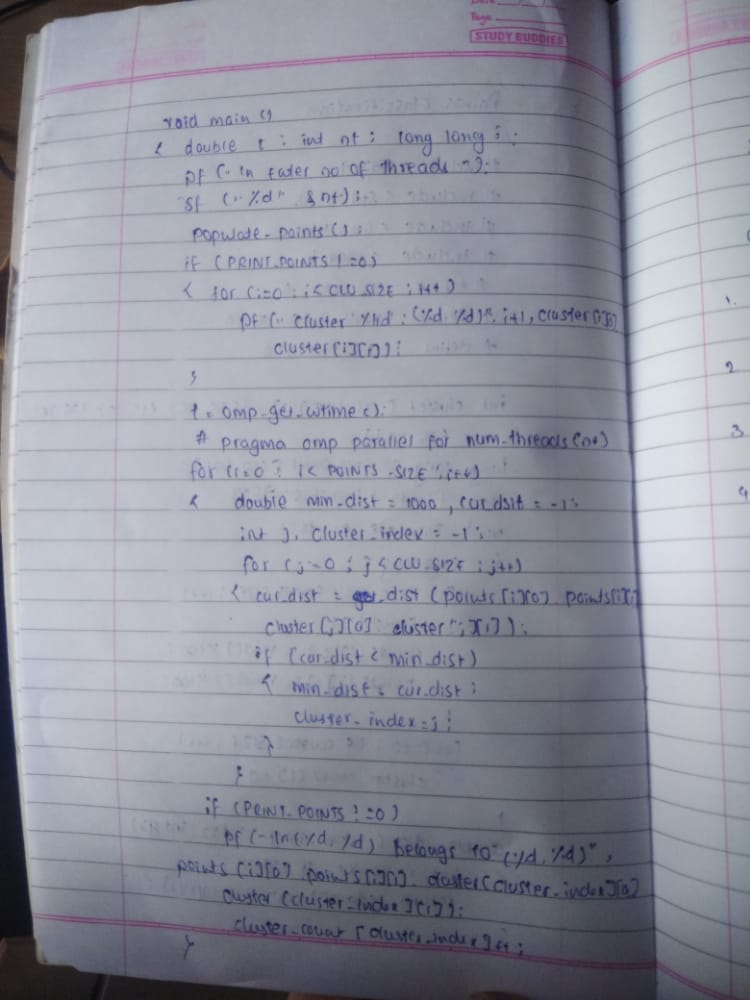 Page
STUDY BUDDIES
void main ()
{ double t ; int nt ; long long i ;
pf (" \n Enter no of threads ");
sf ("%d" &nt) ;
populate_points () ;
if (PRINT_POINTS != 0)
{ for (i=0 ; i< CLU_SIZE ; i++)
pf (" cluster %lld : (%d, %d)", i+1, cluster[i][0]
cluster[i][1]) ;
}
t = omp_get_wtime();
# pragma omp parallel for num_threads(nt)
for (i=0 ; i< POINTS_SIZE ; i++)
{ double min_dist = 1000 , cur_dsit = -1 ;
int j, cluster_index = -1 ;
for (j=0 ; j < CLU_SIZE ; j++)
{ cur_dist = get_dist (points[i][0] points[i][1]
cluster[j][0] cluster[j][1]) ;
if (cur_dist < min_dist)
{ min_dist = cur_dist ;
cluster_index = j ;
}
}
if (PRINT_POINTS != 0)
pf ("\n(%d, %d) belongs to (%d, %d)" ,
points [i][0] points[i][1] cluster[cluster_index][0]
cluster [cluster_index][1]) ;
cluster_count [cluster_index]++ ;
}
1.
2
3
4